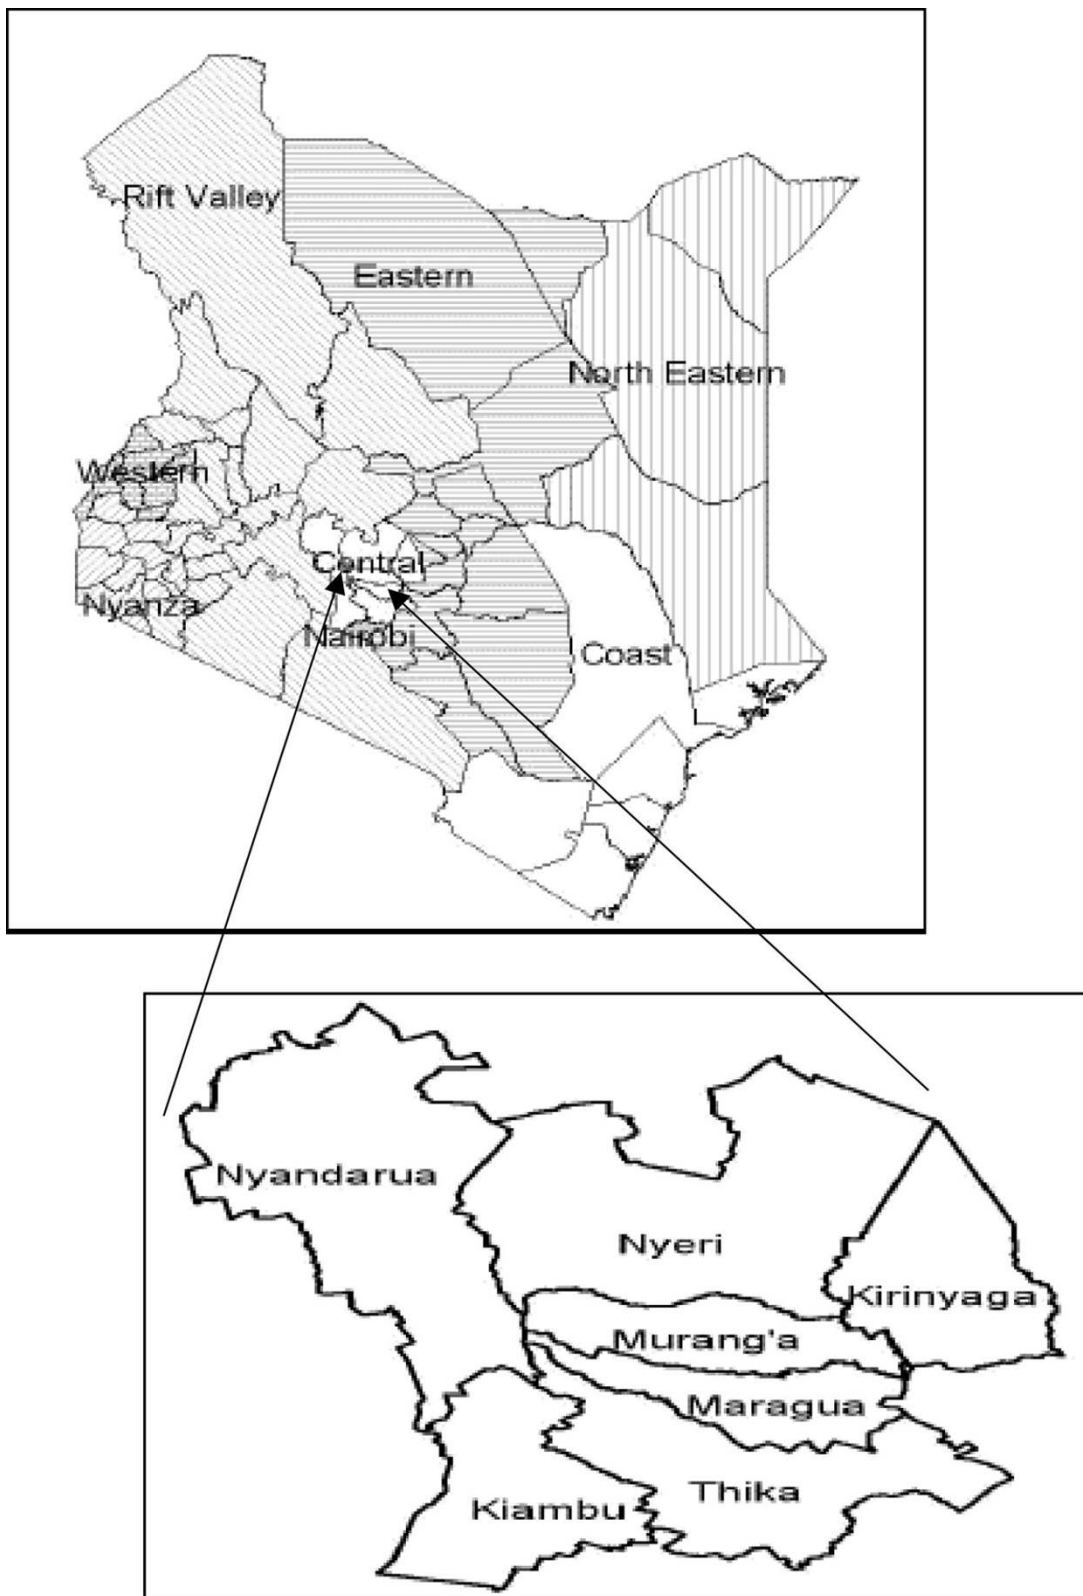 Rift Valley
Eastern
North Eastern
Western
Central
Nyanza
Nairobi
Coast
Nyandarua
Nyeri
Kirinyaga
Murang'a
Maragua
Thika
Kiambu